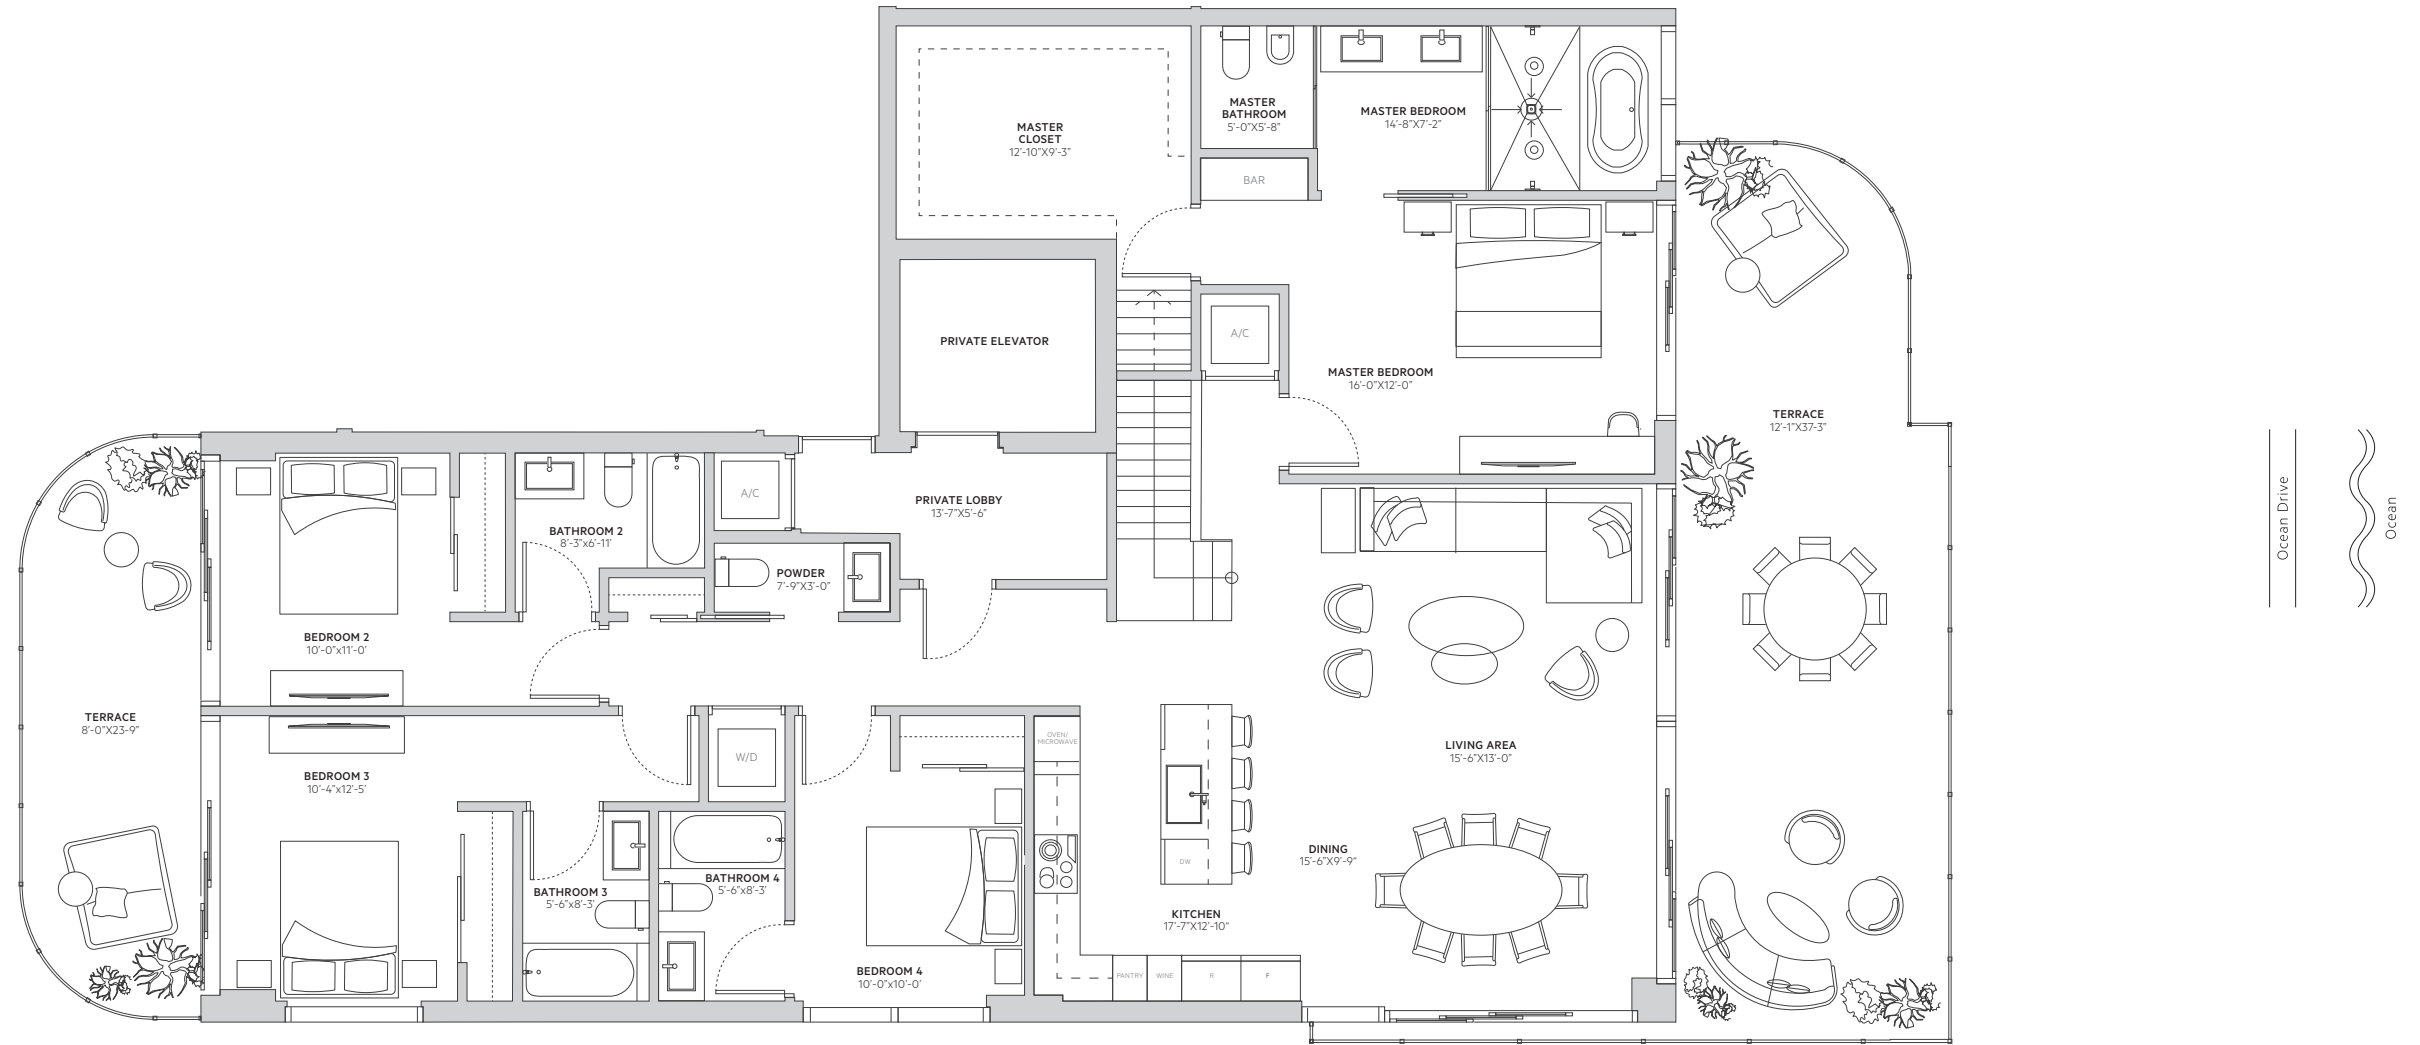 MASTER
CLOSET
12'-10"X9'-3"
MASTER
BATHROOM
5'-0"X5'-8"
MASTER BEDROOM
14'-8"X7'-2"
BAR
PRIVATE ELEVATOR
A/C
MASTER BEDROOM
16'-0"X12'-0"
TERRACE
12'-1"X37-3"
Ocean Drive
Ocean
A/C
PRIVATE LOBBY
13'-7"X5'-6"
BATHROOM 2
8'-3"x6'-11'
POWDER
7'-9"X3'-0"
BEDROOM 2
10'-0"x11'-0'
TERRACE
8'-0"X23-9"
BEDROOM 3
10'-4"x12'-5'
W/D
OVEN/
MICROWAVE
LIVING AREA
15'-6"X13'-0"
DW
DINING
15'-6"X9'-9"
BATHROOM 3
5'-6"x8'-3'
BATHROOM 4
5'-6"x8'-3'
KITCHEN
17'-7"X12'-10"
BEDROOM 4
10'-0"x10'-0'
PANTRY
WINE
R
F